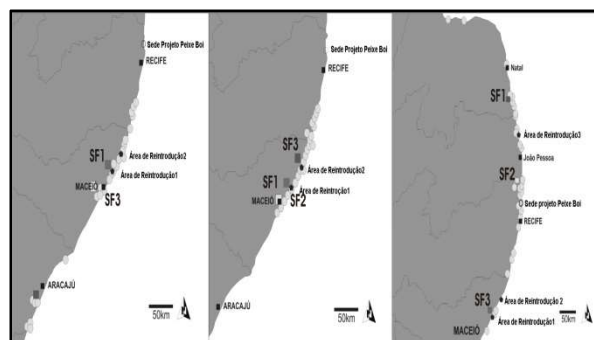 Sede Projeto Peixe Boi
RECIFE
SF1
Área de Reintrodução2
Área de Reintrodução1
MACEIÓ
SF3
ARACAJÚ
50km
Sede Projeto Peixe Boi
RECIFE
SF3
Área de Reintrodução2
SF1
Área de Reintroução1
MACEIÓ
SF2
ARACAJÚ
50km
Natal
SF1
Área de Reintrodução3
João Pessoa
SF2
Sede projeto Peixe Boi
RECIFE
SF3
Área de Reintrodução 2
Área de Reintrodução1
MACEIÓ
50km